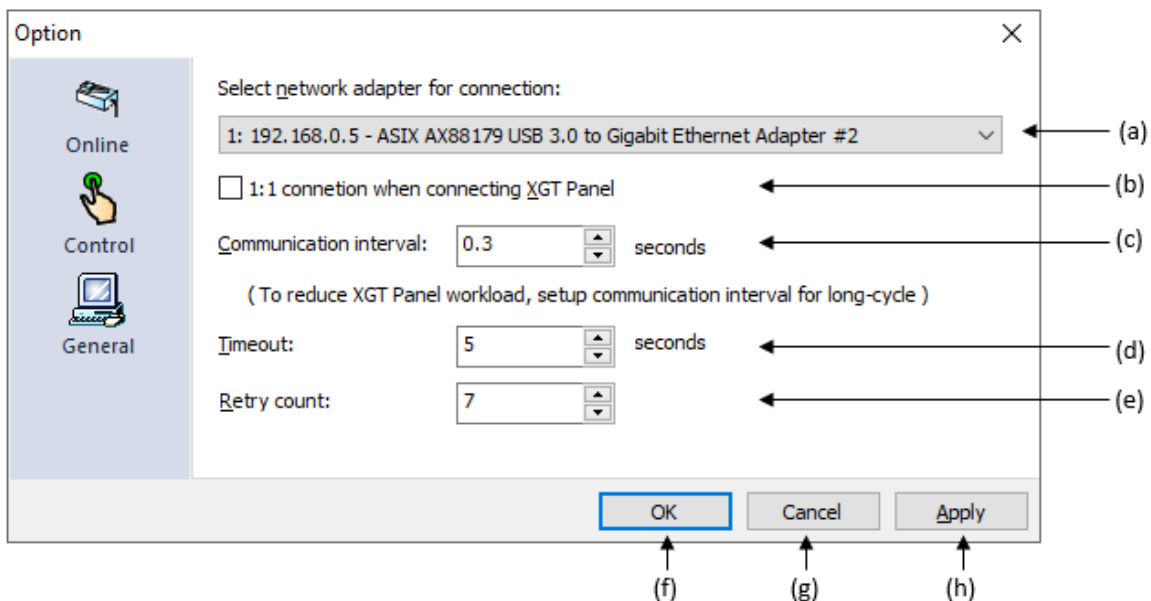 Option
Online
Control
General
Select network adapter for connection:
1: 192.168.0.5 - ASIX AX88179 USB 3.0 to Gigabit Ethernet Adapter #2
(a)
1:1 connetion when connecting XGT Panel
(b)
Communication interval: 0.3 seconds
(c)
( To reduce XGT Panel workload, setup communication interval for long-cycle )
Timeout: 5 seconds
(d)
Retry count: 7
(e)
OK Cancel Apply
(f) (g) (h)